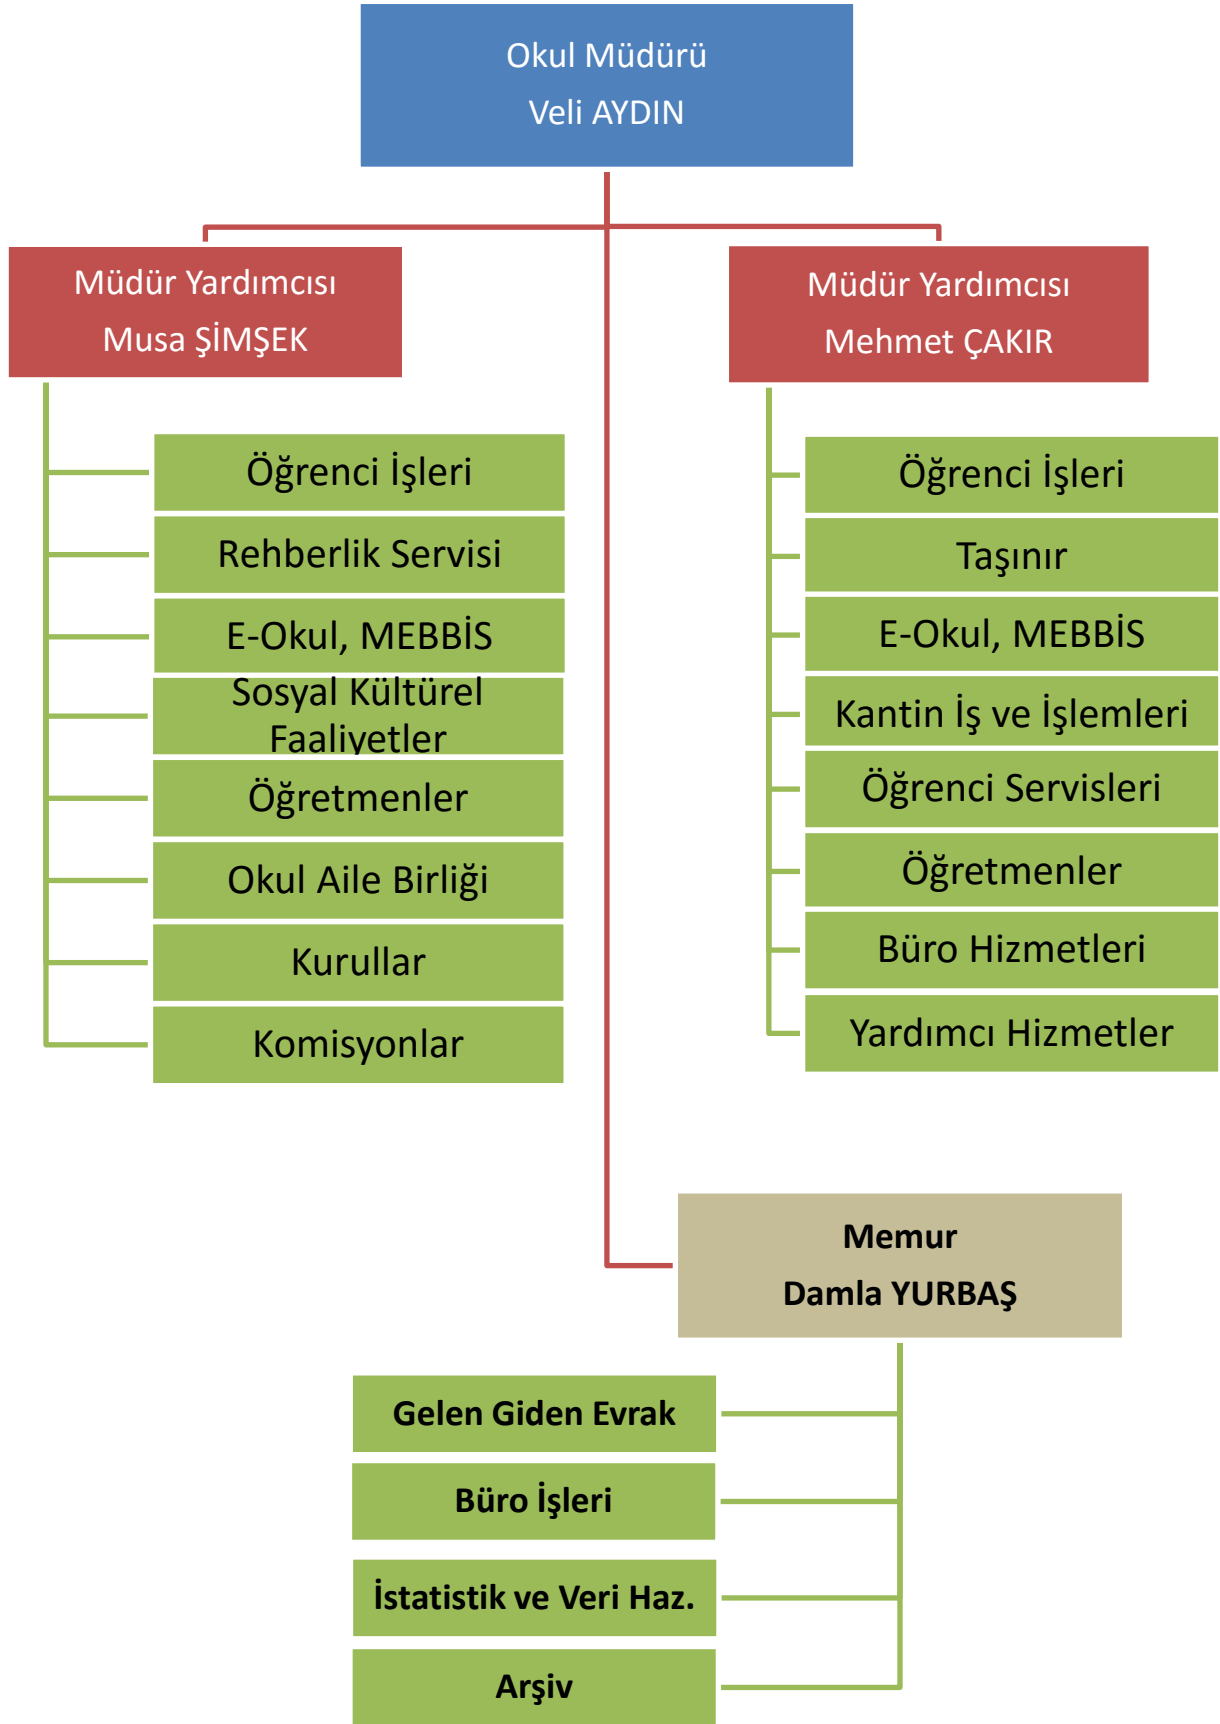 Okul Müdürü
Veli AYDIN
Müdür Yardımcısı
Musa ŞİMŞEK
Öğrenci İşleri
Rehberlik Servisi
E-Okul, MEBBİS
Sosyal Kültürel
Faaliyetler
Öğretmenler
Okul Aile Birliği
Kurullar
Komisyonlar
Müdür Yardımcısı
Mehmet ÇAKIR
Öğrenci İşleri
Taşınır
E-Okul, MEBBİS
Kantin İş ve İşlemleri
Öğrenci Servisleri
Öğretmenler
Büro Hizmetleri
Yardımcı Hizmetler
Memur
Damla YURBAŞ
Gelen Giden Evrak
Büro İşleri
İstatistik ve Veri Haz.
Arşiv